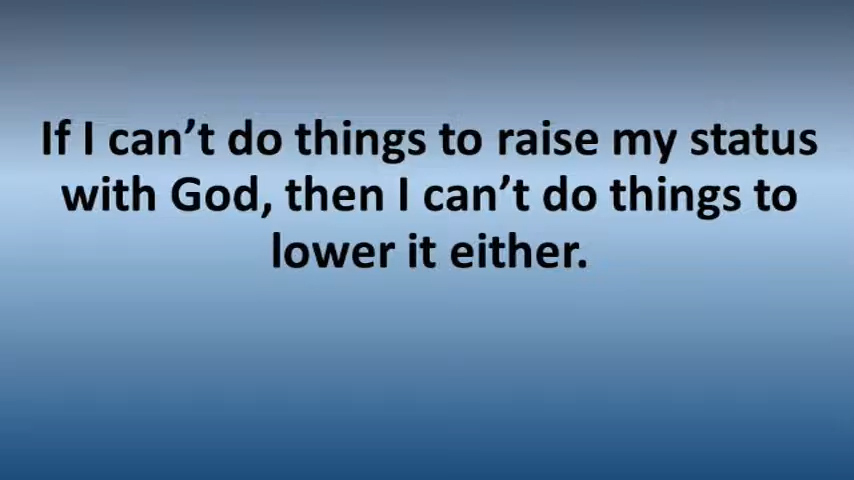 If I can’t do things to raise my status
with God, then I can’t do things to
lower it either.